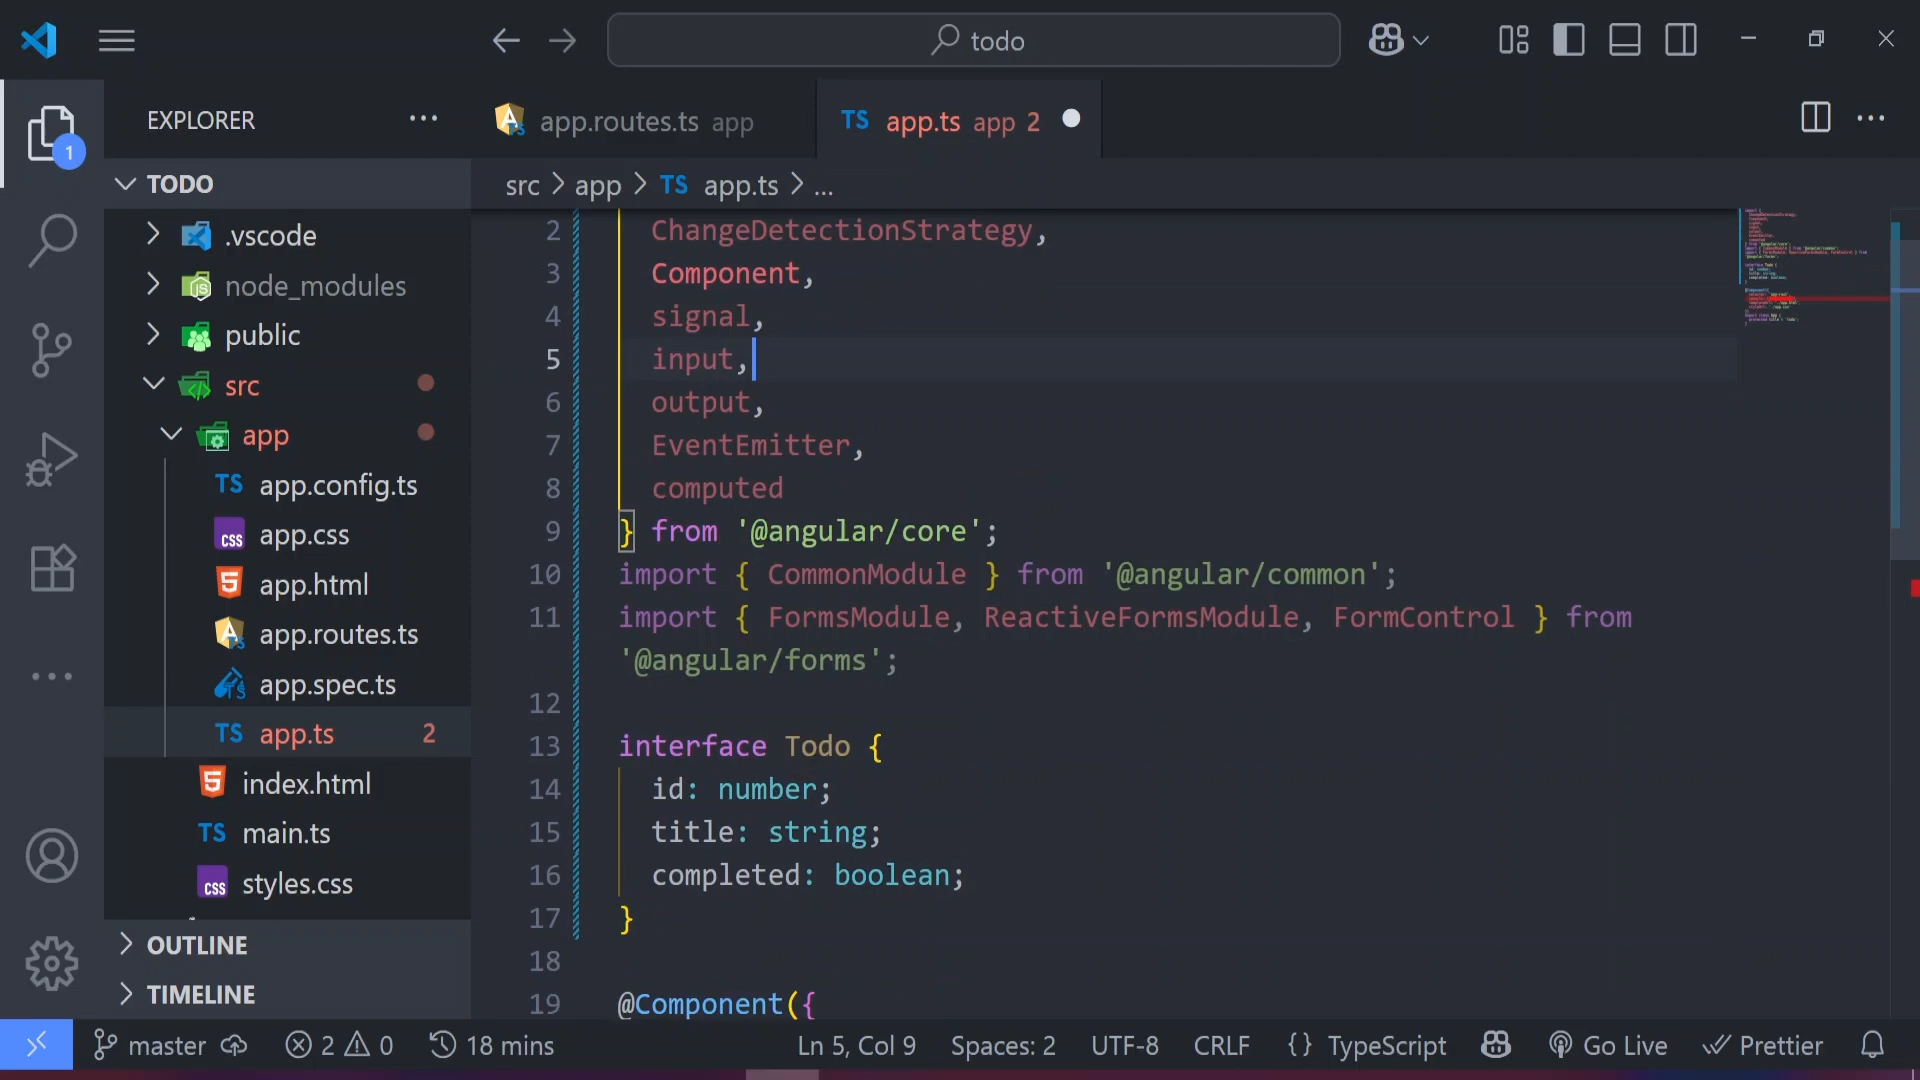 todo
EXPLORER
app.routes.ts app
TS app.ts app 2
TODO
src > app > TS app.ts > ...
.vscode
node_modules
public
src
app
TS app.config.ts
css app.css
app.html
app.routes.ts
app.spec.ts
TS app.ts 2
index.html
TS main.ts
css styles.css
OUTLINE
TIMELINE
1
2 ChangeDetectionStrategy,
3 Component,
4 signal,
5 input,
6 output,
7 EventEmitter,
8 computed
9 } from '@angular/core';
10 import { CommonModule } from '@angular/common';
11 import { FormsModule, ReactiveFormsModule, FormControl } from
'@angular/forms';
12
13 interface Todo {
14 id: number;
15 title: string;
16 completed: boolean;
17 }
18
19 @Component({
master 2 0 18 mins Ln 5, Col 9 Spaces: 2 UTF-8 CRLF {} TypeScript Go Live Prettier